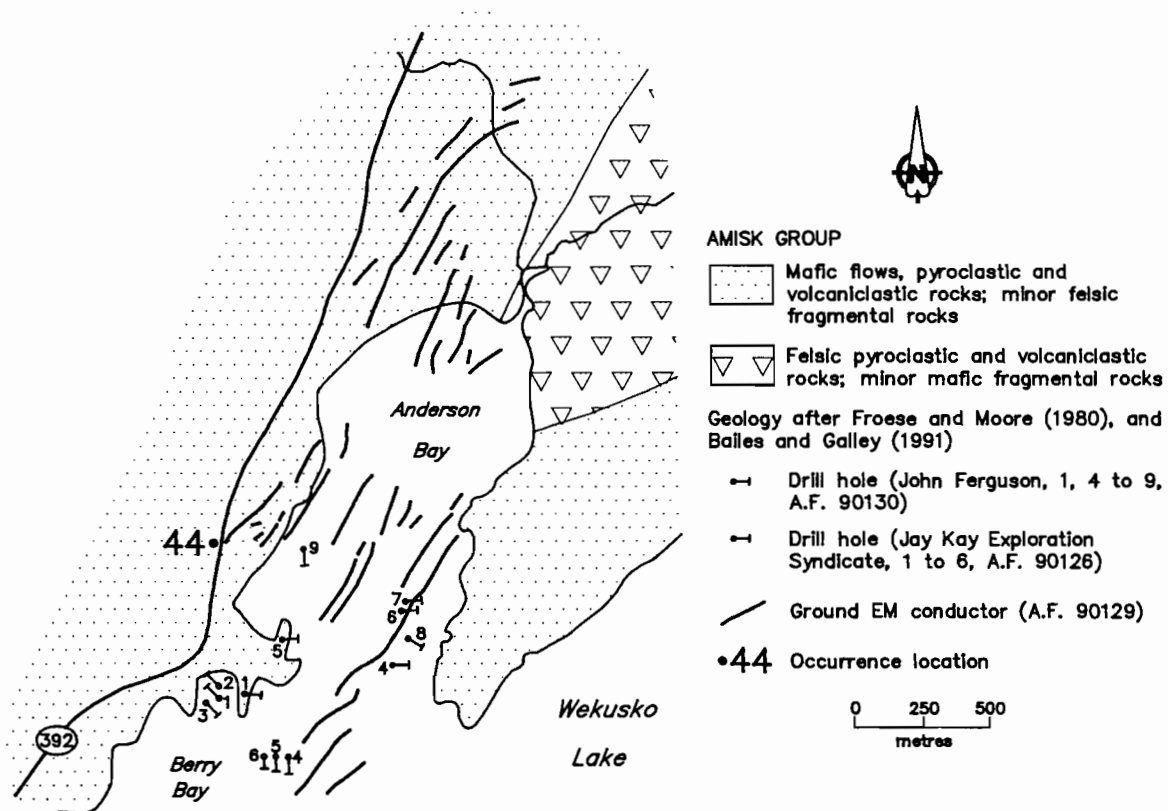 N
AMISK GROUP
Mafic flows, pyroclastic and
volcaniclastic rocks; minor felsic
fragmental rocks
Felsic pyroclastic and volcaniclastic
rocks; minor mafic fragmental rocks
Geology after Froese and Moore (1980), and
Bailes and Galley (1991)
Drill hole (John Ferguson, 1, 4 to 9,
A.F. 90130)
Drill hole (Jay Kay Exploration
Syndicate, 1 to 6, A.F. 90126)
Ground EM conductor (A.F. 90129)
44 Occurrence location
0 250 500
metres
Anderson
Bay
44
9
7
6
8
5
4
2
1
1
3
392
6 5 4
Berry
Bay
Wekusko
Lake